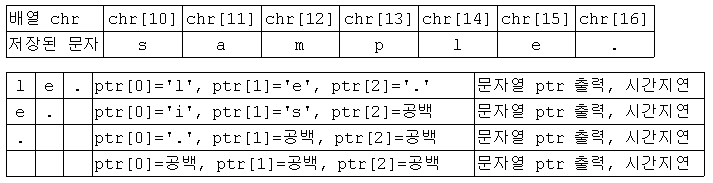 배열 chr chr[10] chr[11] chr[12] chr[13] chr[14] chr[15] chr[16]
저장된 문자 s a m p l e .
l e . ptr[0]='l', ptr[1]='e', ptr[2]='.' 문자열 ptr 출력, 시간지연
e . ptr[0]='i', ptr[1]='s', ptr[2]=공백 문자열 ptr 출력, 시간지연
. ptr[0]='.', ptr[1]=공백, ptr[2]=공백 문자열 ptr 출력, 시간지연
ptr[0]=공백, ptr[1]=공백, ptr[2]=공백 문자열 ptr 출력, 시간지연